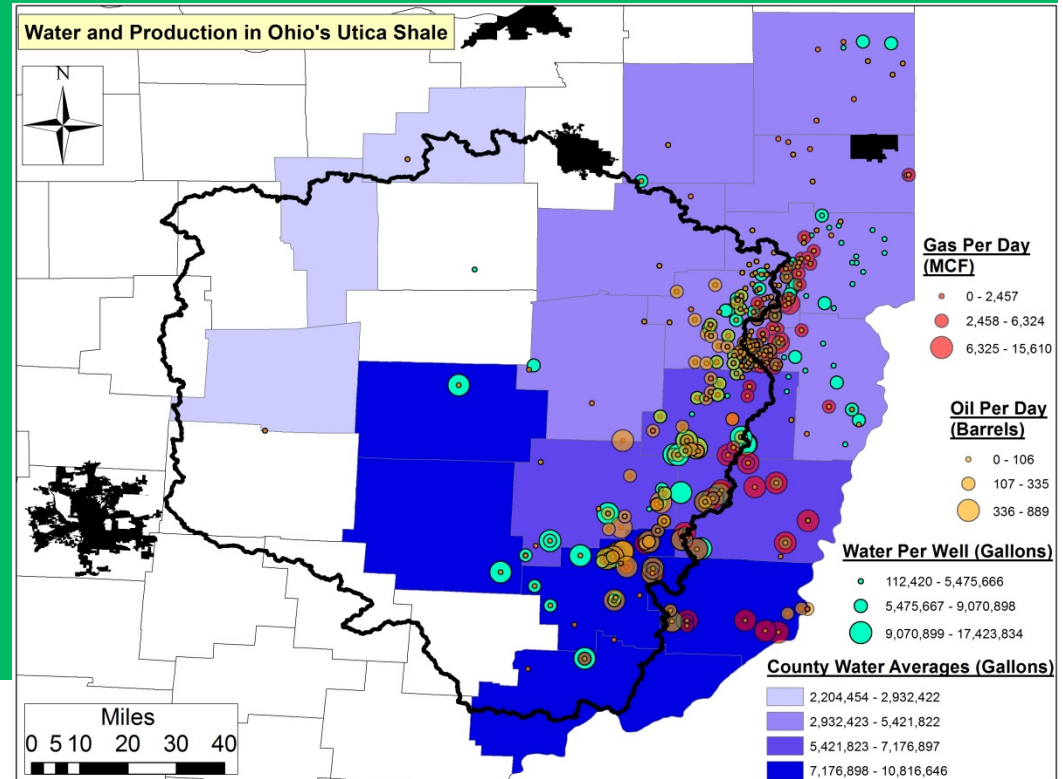 Water and Production in Ohio's Utica Shale
N
Gas Per Day
(MCF)
0 - 2,457
2,458 - 6,324
6,325 - 15,610
Oil Per Day
(Barrels)
0 - 106
107 - 335
336 - 889
Water Per Well (Gallons)
112,420 - 5,475,666
5,475,667 - 9,070,898
9,070,899 - 17,423,834
County Water Averages (Gallons)
2,204,454 - 2,932,422
2,932,423 - 5,421,822
5,421,823 - 7,176,897
7,176,898 - 10,816,646
Miles
0 5 10 20 30 40